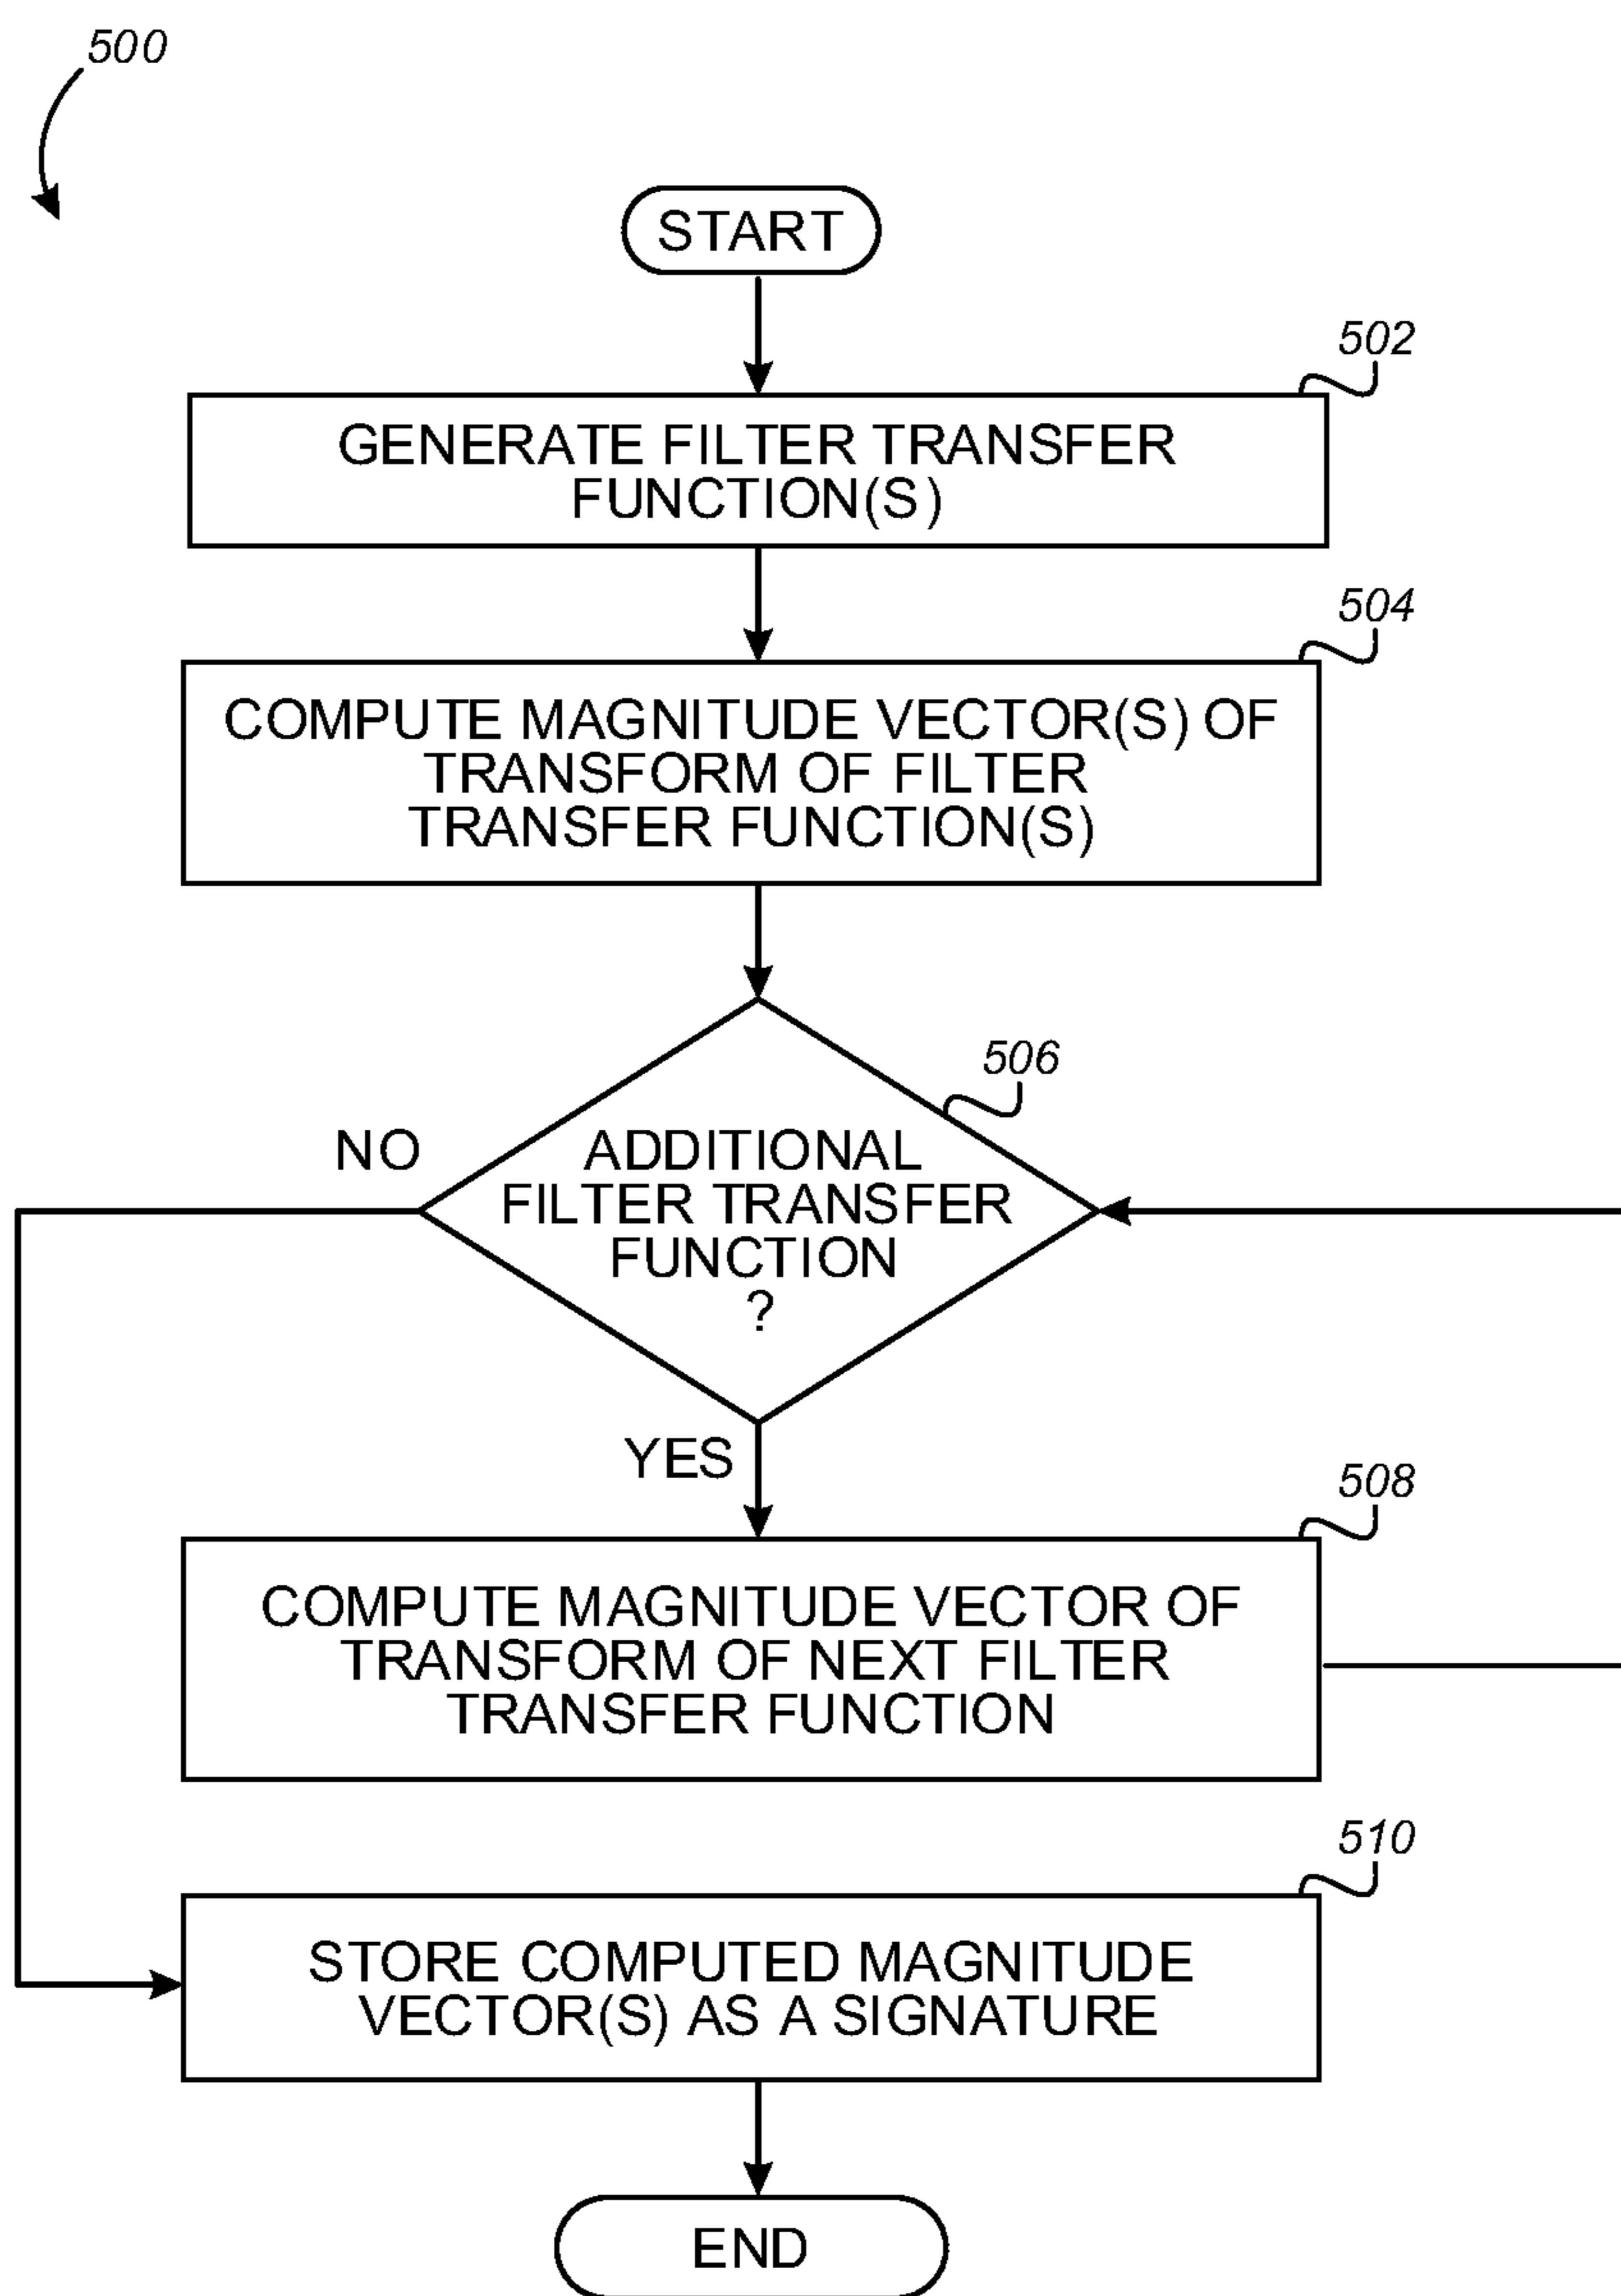 500
START
502
GENERATE FILTER TRANSFER
FUNCTION(S)
504
COMPUTE MAGNITUDE VECTOR(S) OF
TRANSFORM OF FILTER
TRANSFER FUNCTION(S)
506
NO
ADDITIONAL
FILTER TRANSFER
FUNCTION
?
YES
508
COMPUTE MAGNITUDE VECTOR OF
TRANSFORM OF NEXT FILTER
TRANSFER FUNCTION
510
STORE COMPUTED MAGNITUDE
VECTOR(S) AS A SIGNATURE
END